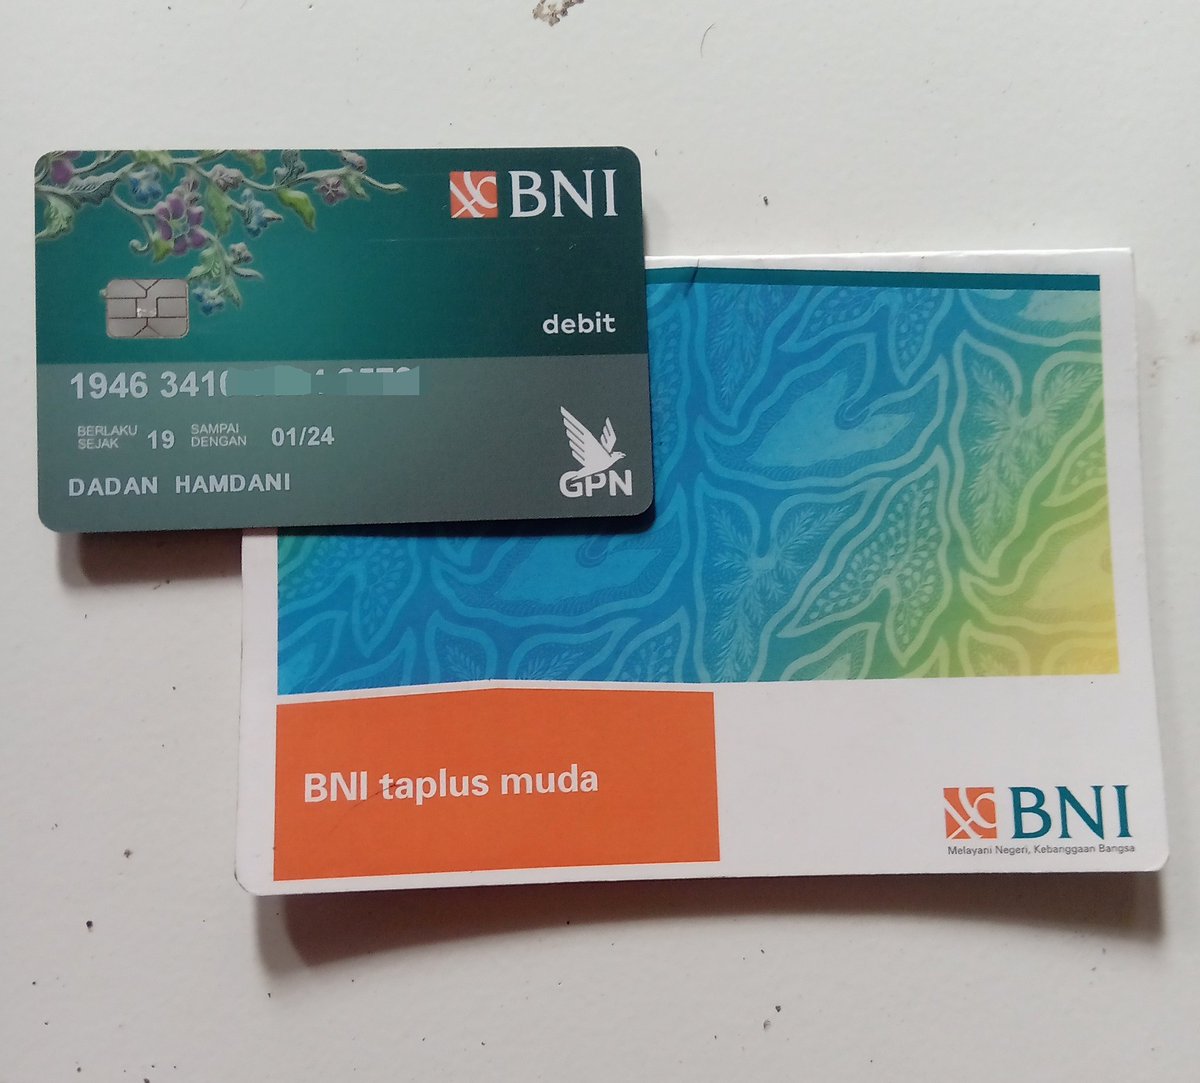 BNI
debit
1946 341
BERLAKU SEJAK 19 SAMPAI DENGAN 01/24
DADAN HAMDANI
GPN
BNI taplus muda
BNI
Melayani Negeri, Kebanggaan Bangsa